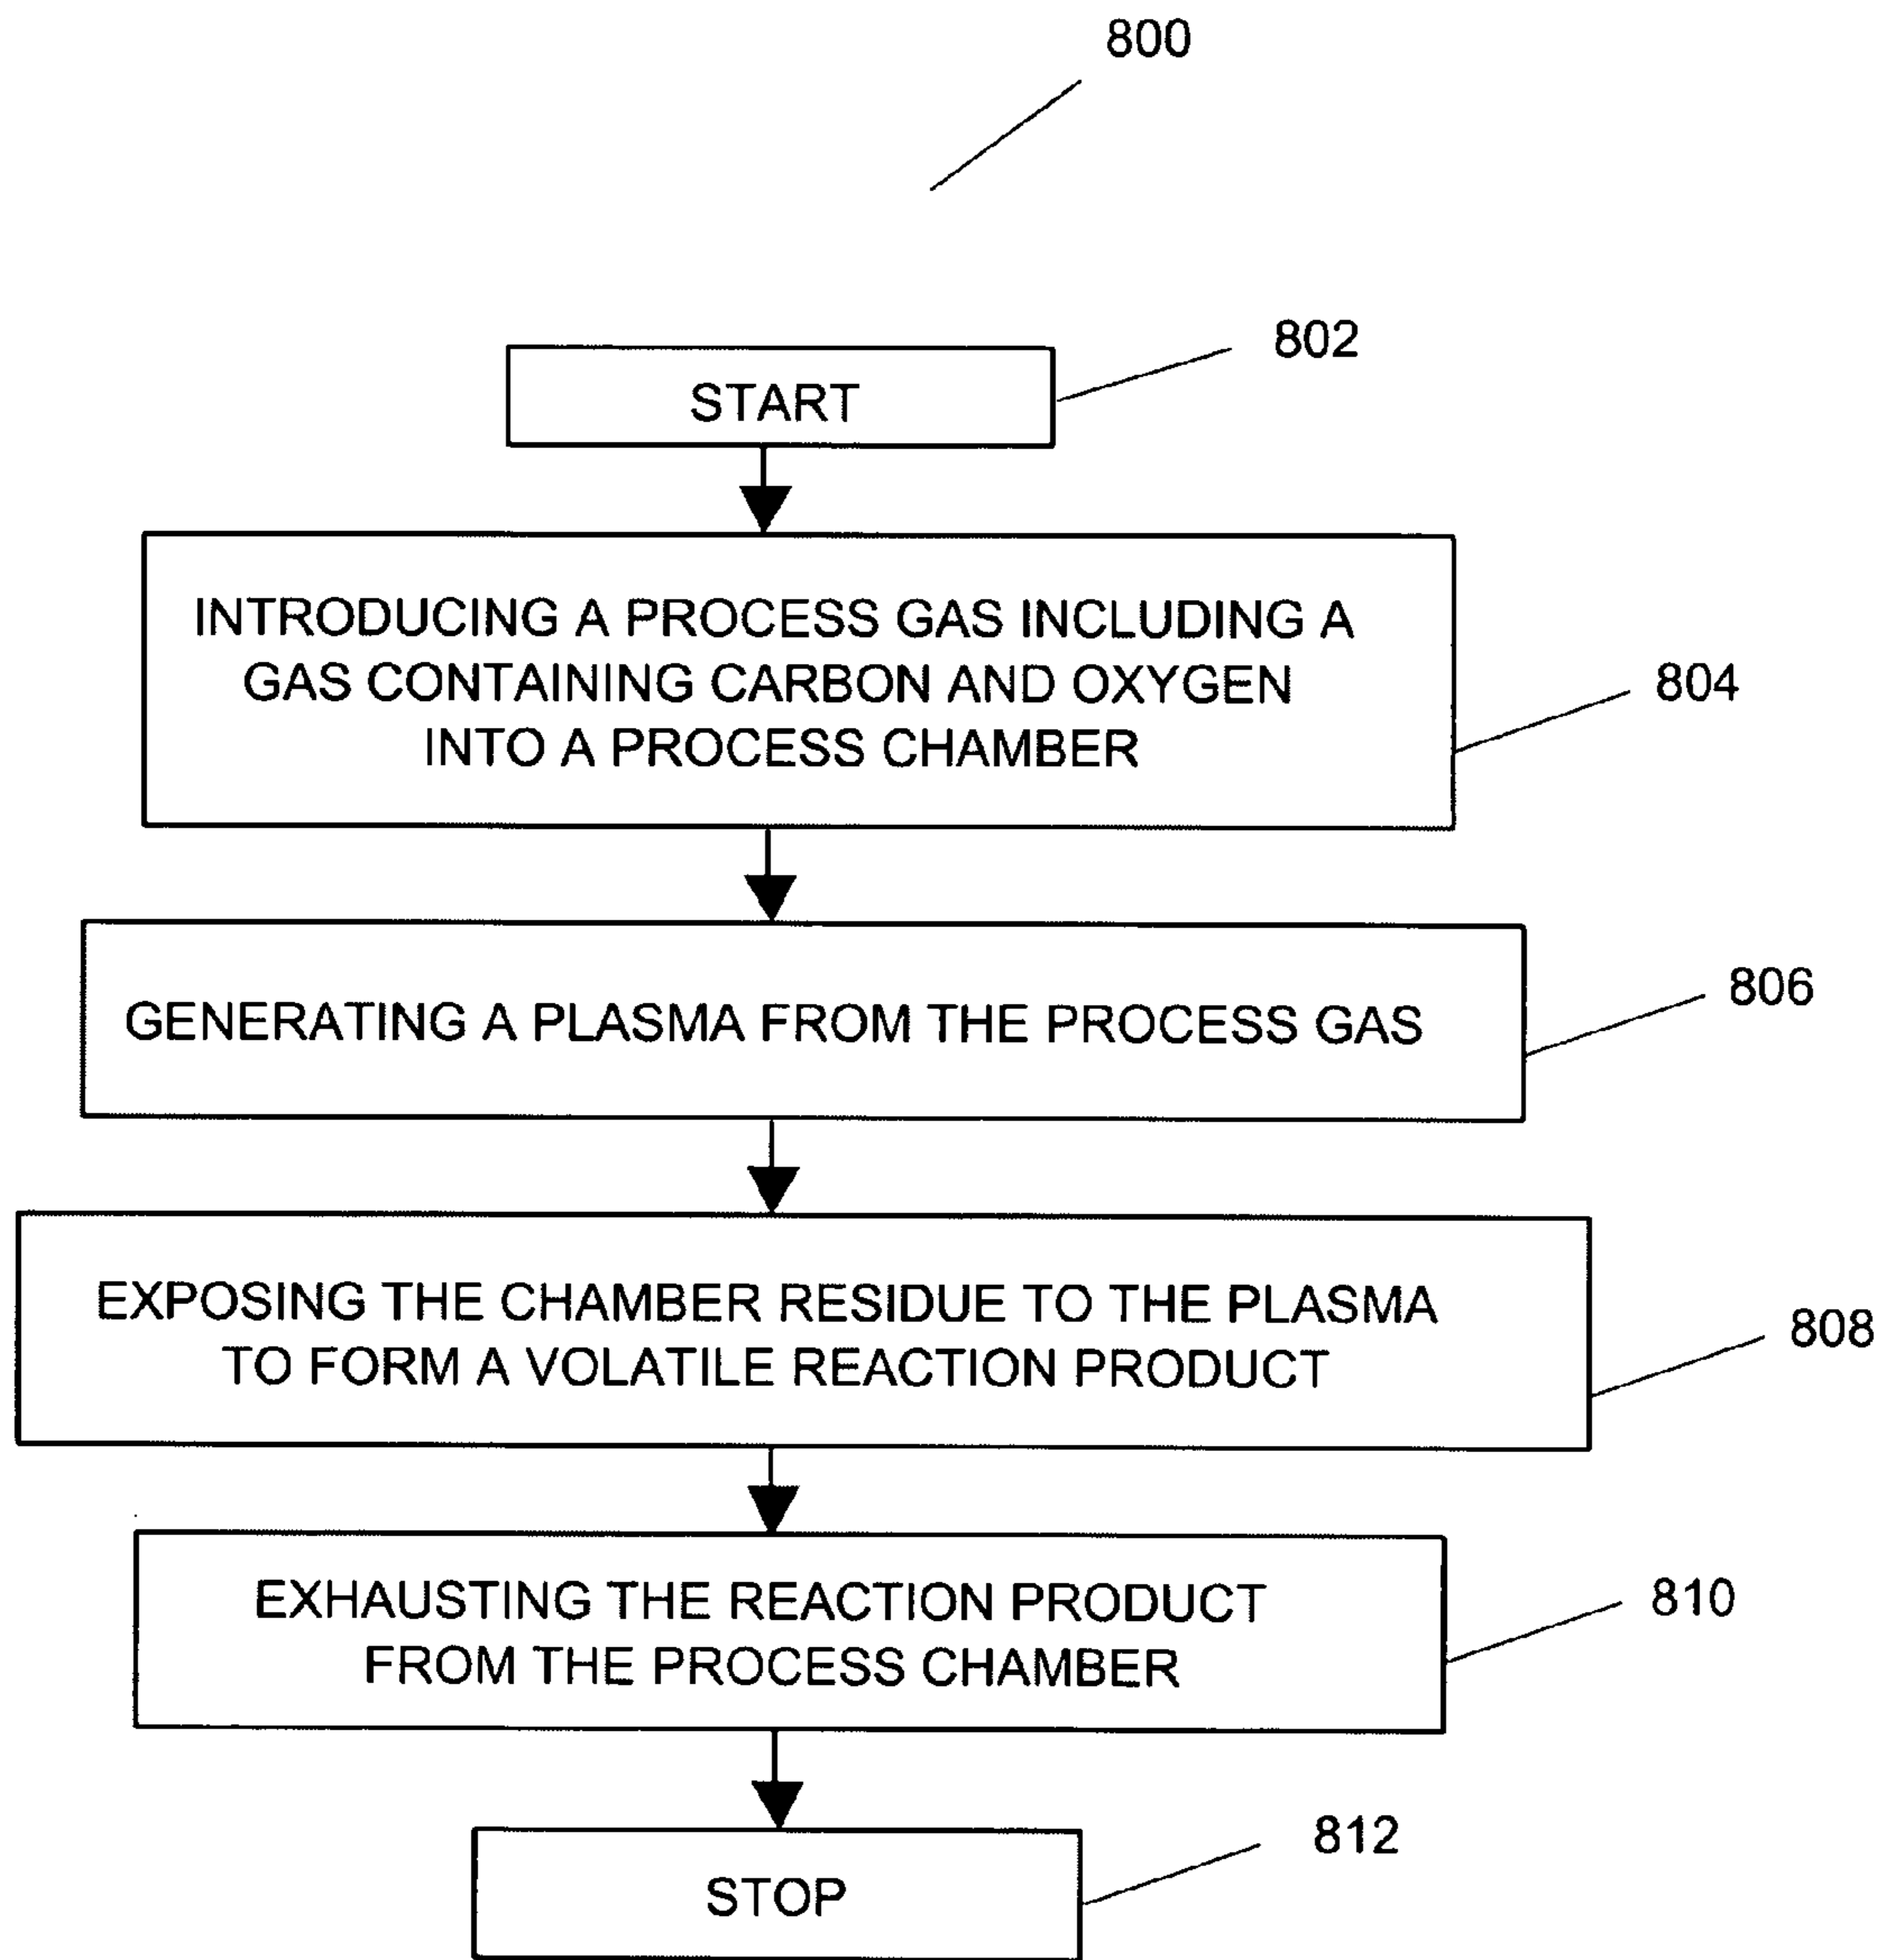 800
802
START
INTRODUCING A PROCESS GAS INCLUDING A
GAS CONTAINING CARBON AND OXYGEN
INTO A PROCESS CHAMBER
804
GENERATING A PLASMA FROM THE PROCESS GAS
806
EXPOSING THE CHAMBER RESIDUE TO THE PLASMA
TO FORM A VOLATILE REACTION PRODUCT
808
EXHAUSTING THE REACTION PRODUCT
FROM THE PROCESS CHAMBER
810
STOP
812